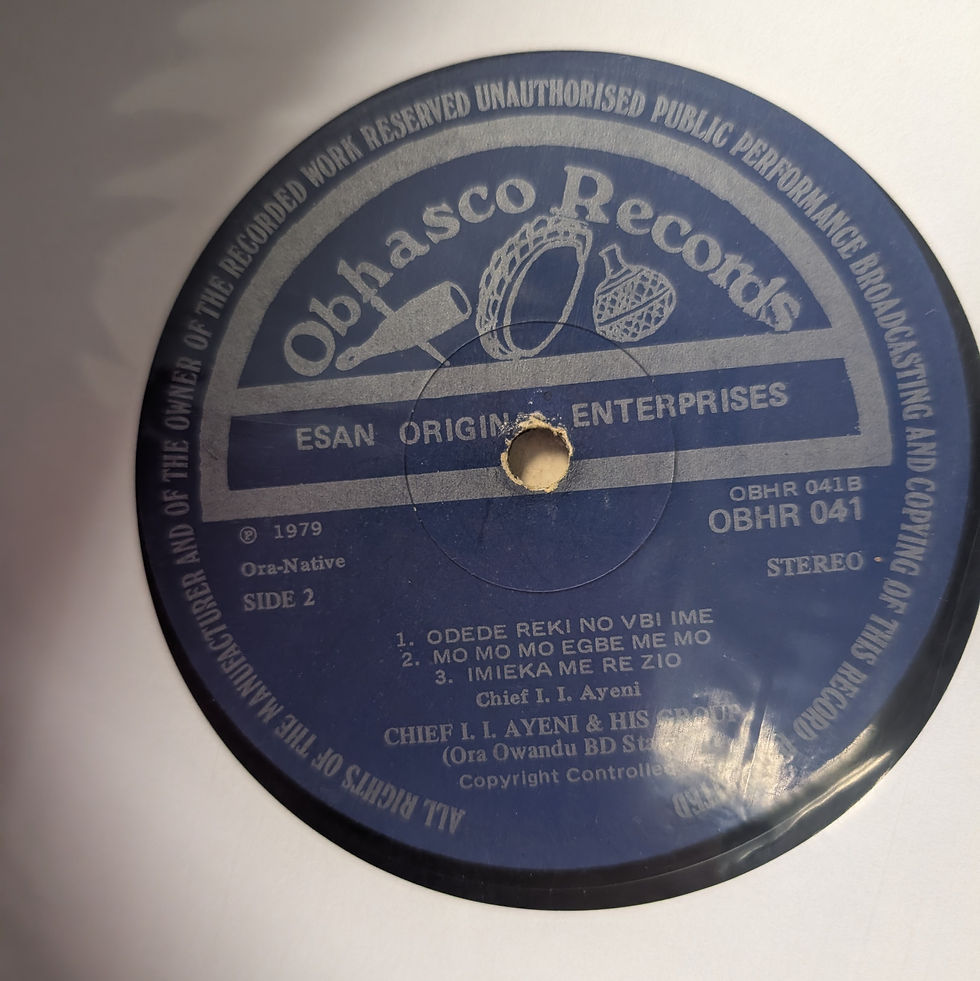 ALL RIGHTS OF THE MANUFACTURER AND OF THE OWNER OF THE RECORDED WORK RESERVED UNAUTHORISED PUBLIC PERFORMANCE BROADCASTING AND COPYING OF THIS RECORD
Obhasco Records
ESAN ENTERPRISES
OBHR 041B
℗ 1979 OBHR 041
Ora-Native STEREO
SIDE 2
1. ODEDE REKI NO VBI IME
2. MO MO MO EGBE ME MO
3. IMIEKA ME RE ZIO
Chief I. I. Ayeni
CHIEF I. I. AYENI & HIS GROUP
(Ora Owandu BD
Copyright Controlled